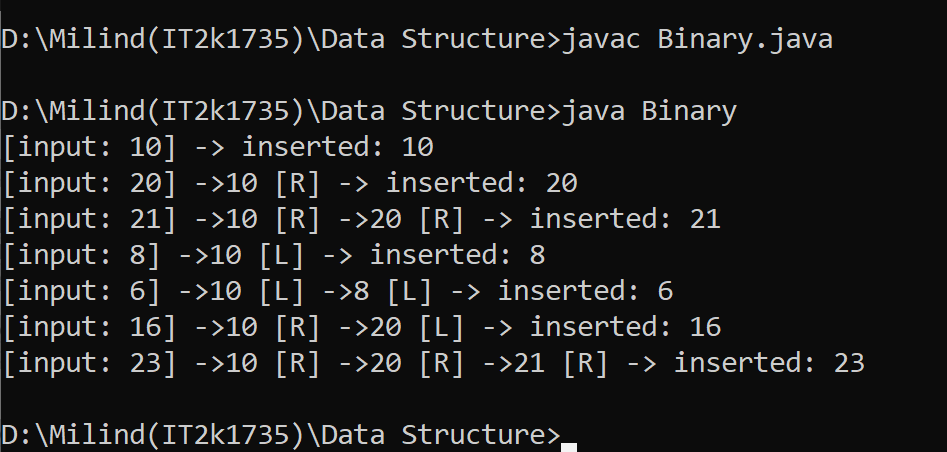 D:\Milind(IT2k1735)\Data Structure>javac Binary.java
D:\Milind(IT2k1735)\Data Structure>java Binary
[input: 10] -> inserted: 10
[input: 20] ->10 [R] -> inserted: 20
[input: 21] ->10 [R] ->20 [R] -> inserted: 21
[input: 8] ->10 [L] -> inserted: 8
[input: 6] ->10 [L] ->8 [L] -> inserted: 6
[input: 16] ->10 [R] ->20 [L] -> inserted: 16
[input: 23] ->10 [R] ->20 [R] ->21 [R] -> inserted: 23
D:\Milind(IT2k1735)\Data Structure>